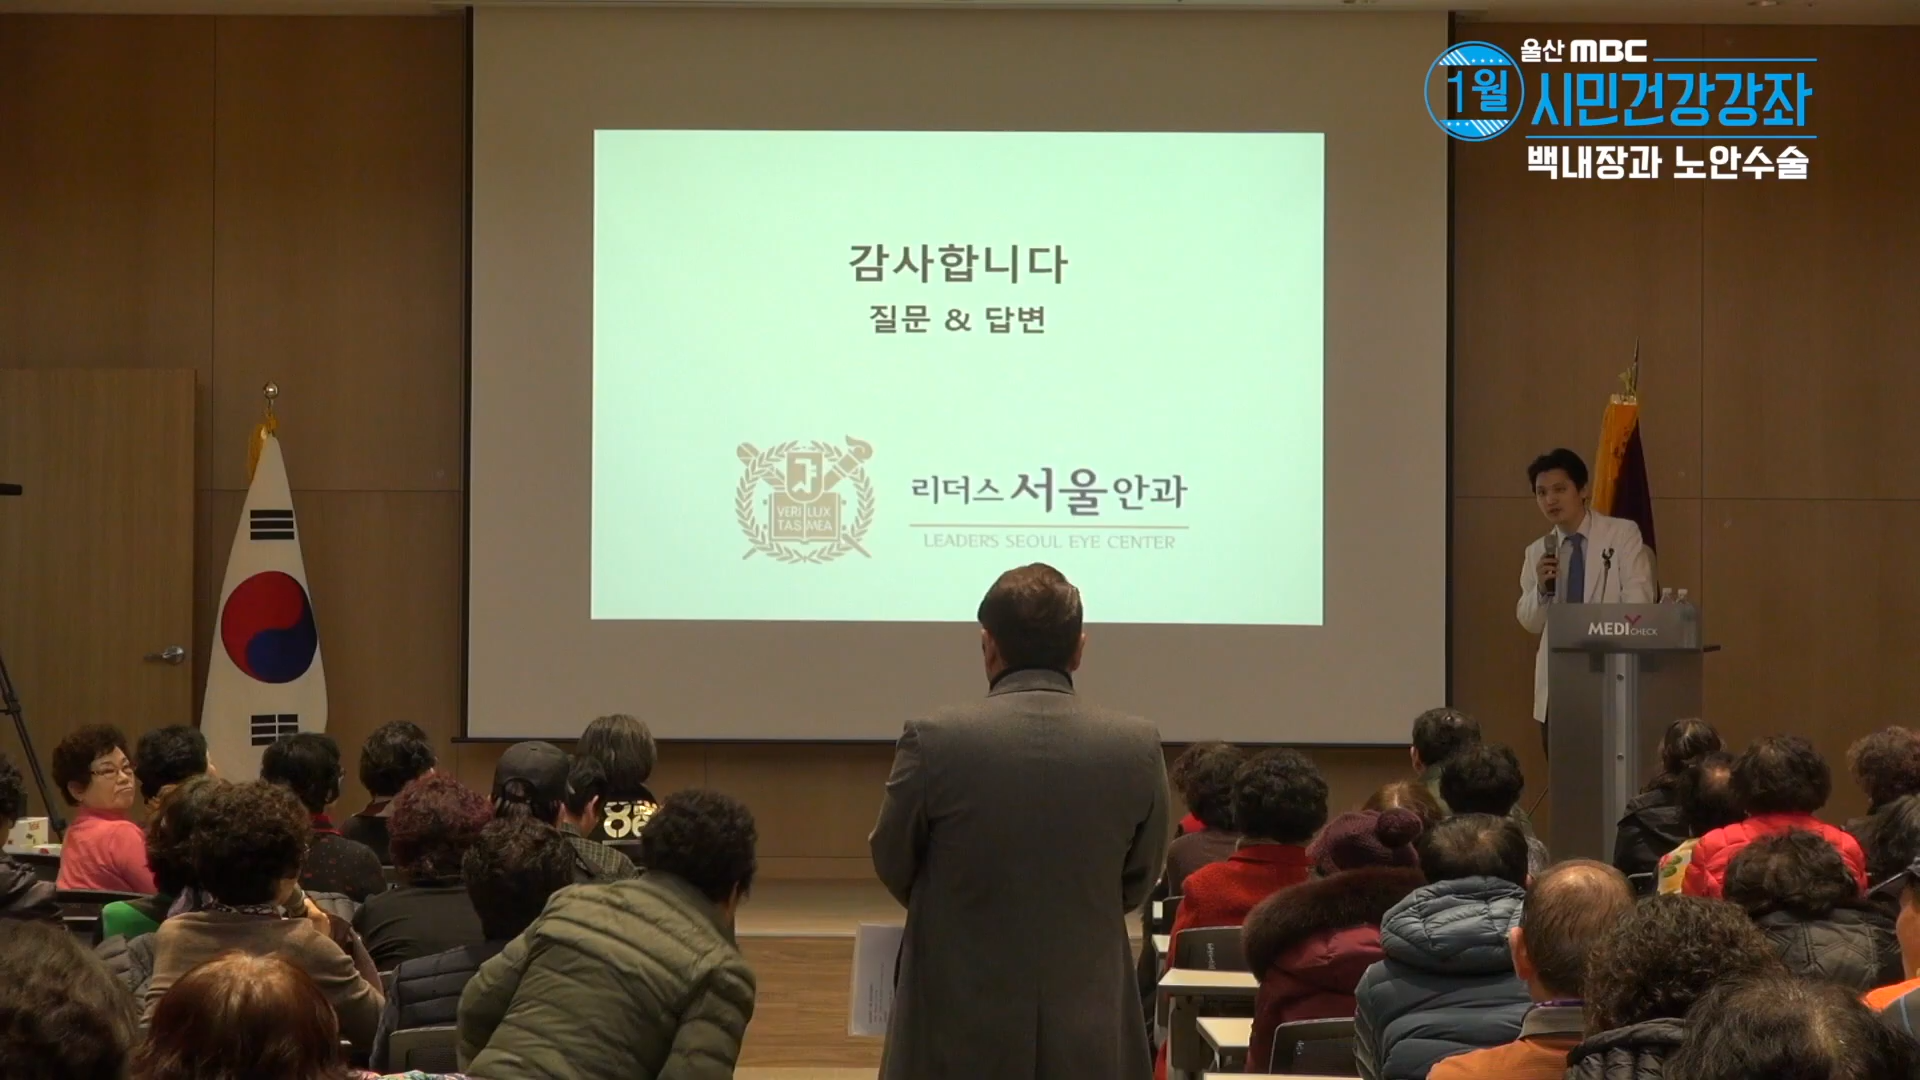 울산 MBC
1월 시민건강강좌
백내장과 노안수술
감사합니다
질문 & 답변
VERI LUX
TAS MEA
리더스서울안과
LEADERS SEOUL EYE CENTER
MEDICHECK